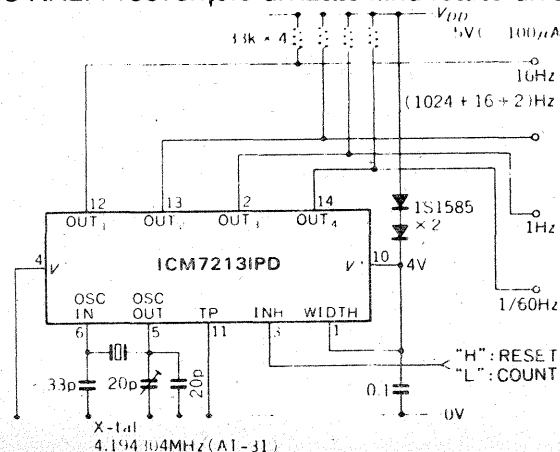 33k × 4
VDD
5V( 100μA
16Hz
(1024 + 16 + 2)Hz
12
13
2
14
OUT1
OUT2
OUT3
OUT4
1S1585
× 2
1Hz
4
V
ICM7213IPD
V+
10
4V
OSC
IN
OSC
OUT
TP
INH
WIDTH
1/60Hz
6
5
11
3
1
"H": RESET
"L": COUNT
33p
20p
20p
0.1
0V
X-tal
4.194304MHz(AT-31)